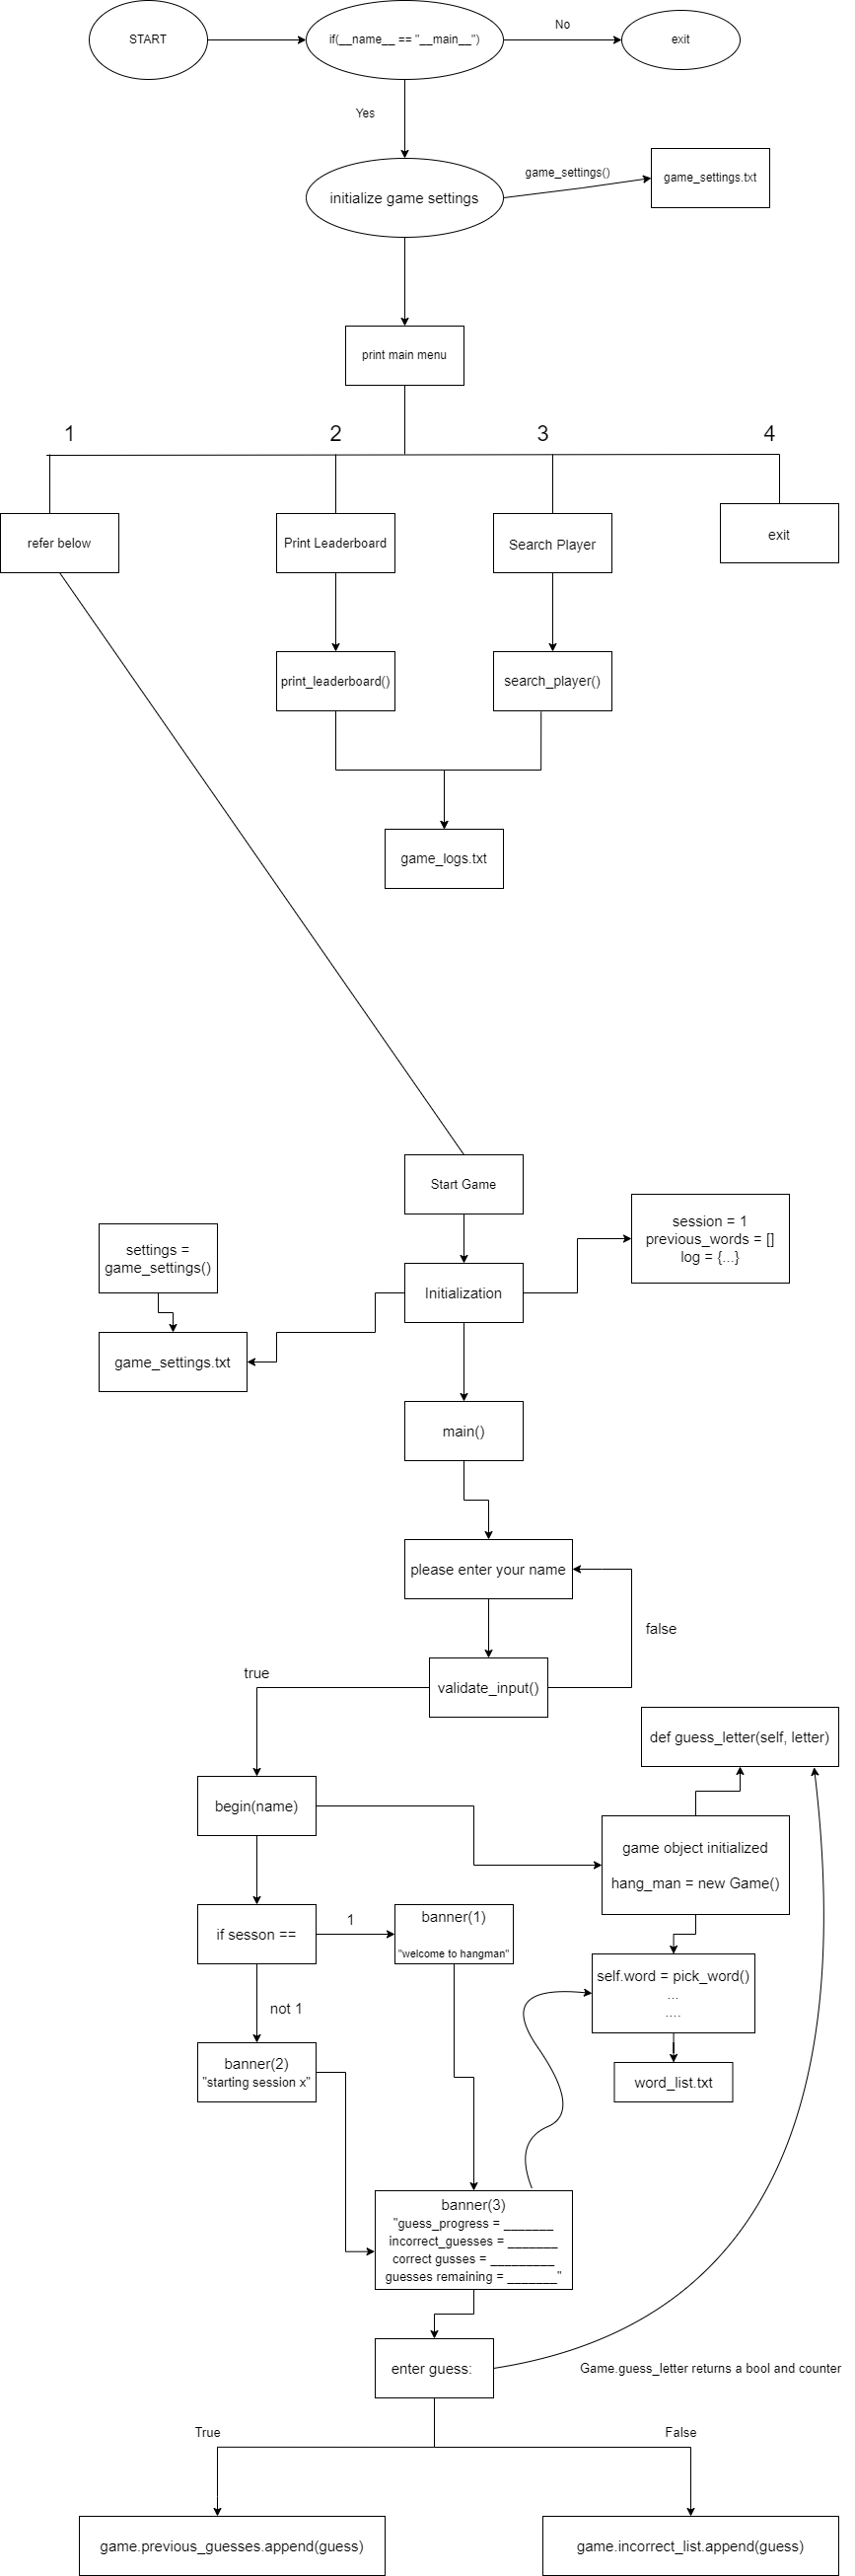 START
if(__name__ == "__main__")
No
exit
Yes
initialize game settings
game_settings()
game_settings.txt
print main menu
1
2
3
4
refer below
Print Leaderboard
Search Player
exit
print_leaderboard()
search_player()
game_logs.txt
Start Game
session = 1
previous_words = []
log = {...}
settings =
game_settings()
Initialization
game_settings.txt
main()
please enter your name
false
true
validate_input()
def guess_letter(self, letter)
begin(name)
game object initialized
hang_man = new Game()
if sesson ==
1
banner(1)
"welcome to hangman"
self.word = pick_word()
...
....
not 1
banner(2)
"starting session x"
word_list.txt
banner(3)
"guess_progress = _______
incorrect_guesses = _______
correct gusses = _________
guesses remaining = _______"
enter guess:
Game.guess_letter returns a bool and counter
True
False
game.previous_guesses.append(guess)
game.incorrect_list.append(guess)